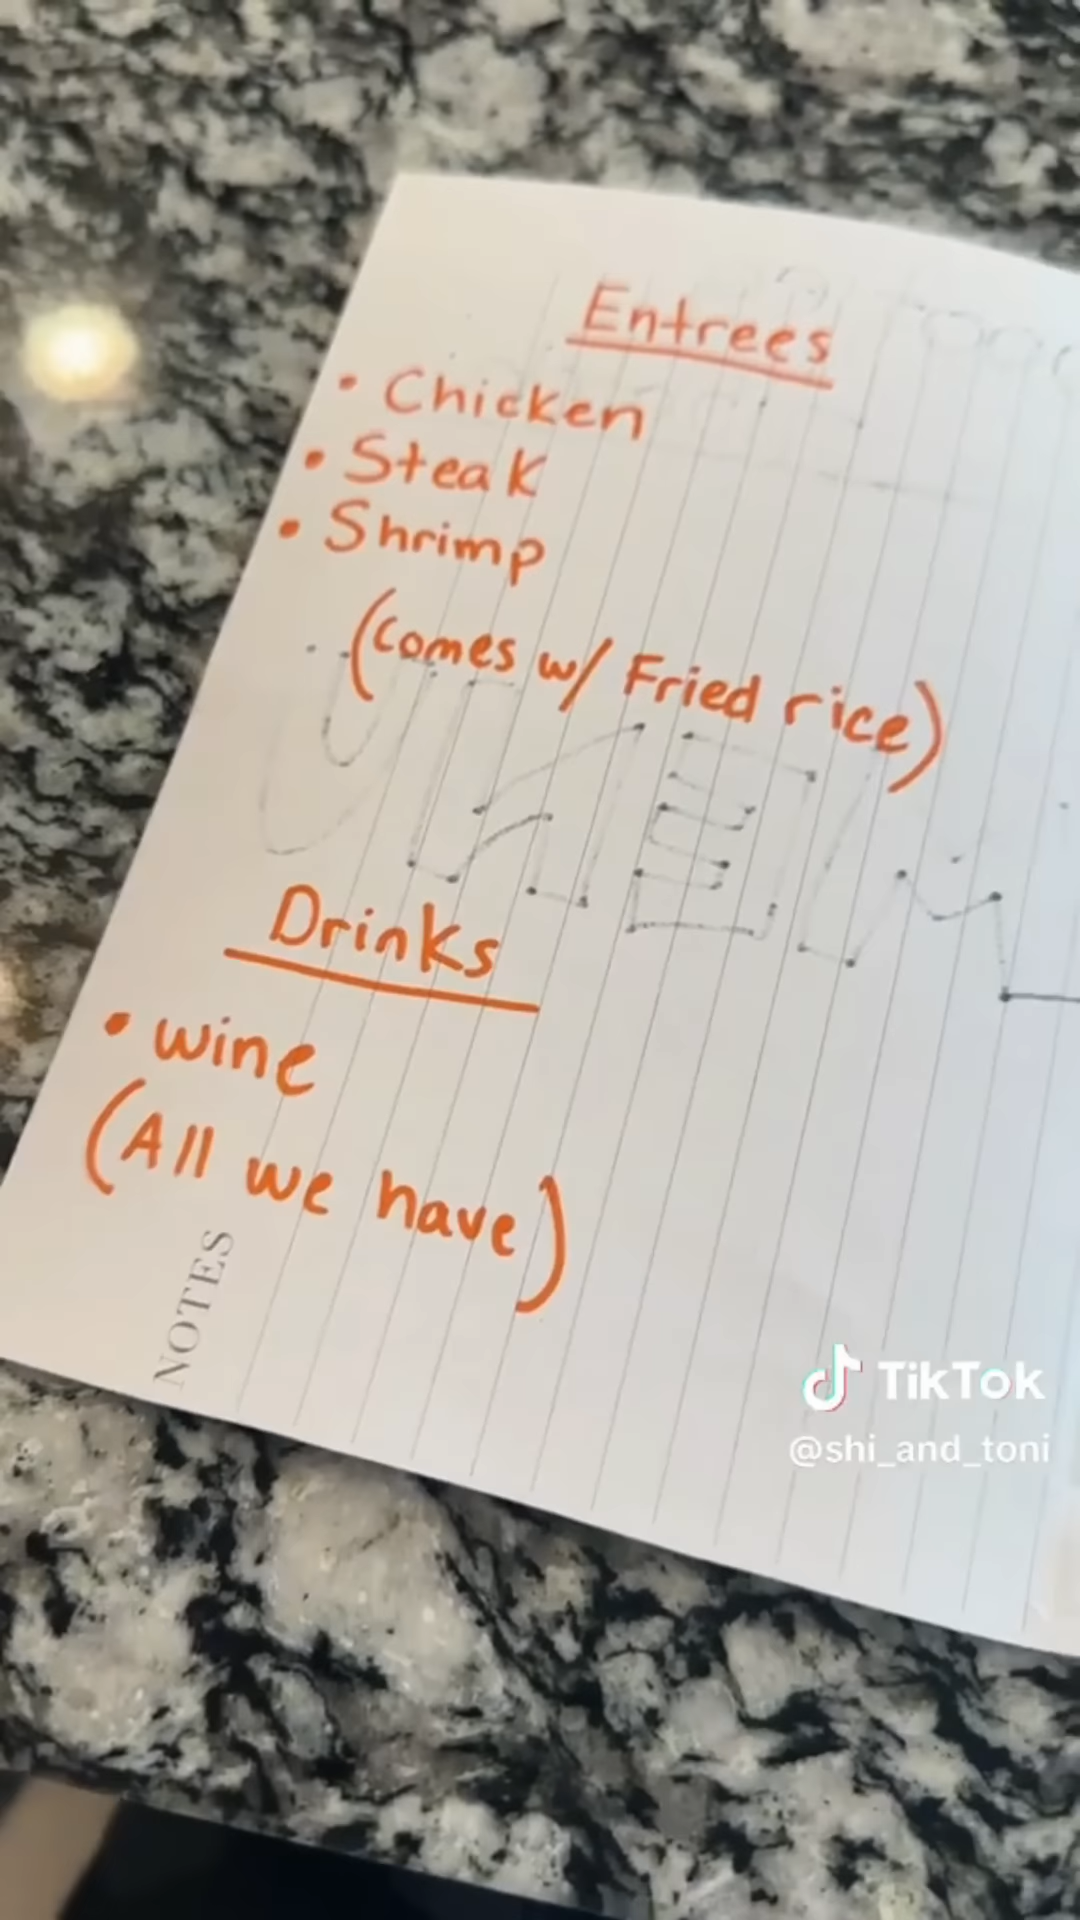 Entrees
• Chicken
• Steak
• Shrimp
(Comes w/ Fried rice)
Drinks
• wine
(All we have)
NOTES
TikTok
@shi_and_toni